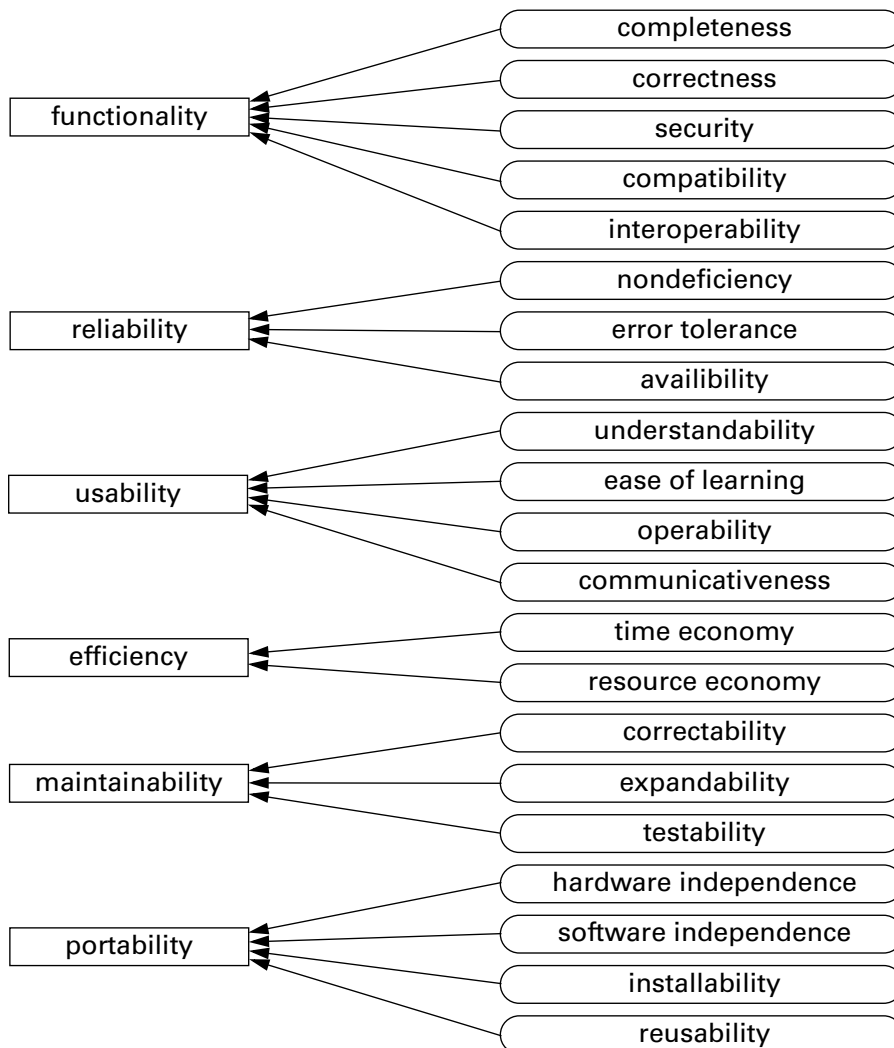 completeness
correctness
functionality
security
compatibility
interoperability
nondeficiency
reliability
error tolerance
availibility
understandability
usability
ease of learning
operability
communicativeness
time economy
efficiency
resource economy
correctability
maintainability
expandability
testability
hardware independence
portability
software independence
installability
reusability